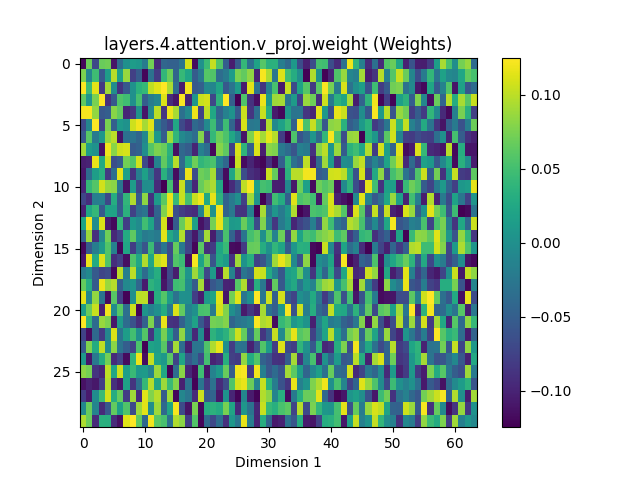 layers.4.attention.v_proj.weight (Weights)
0
5
10
15
20
25
Dimension 2
0 10 20 30 40 50 60
Dimension 1
0.10
0.05
0.00
−0.05
−0.10